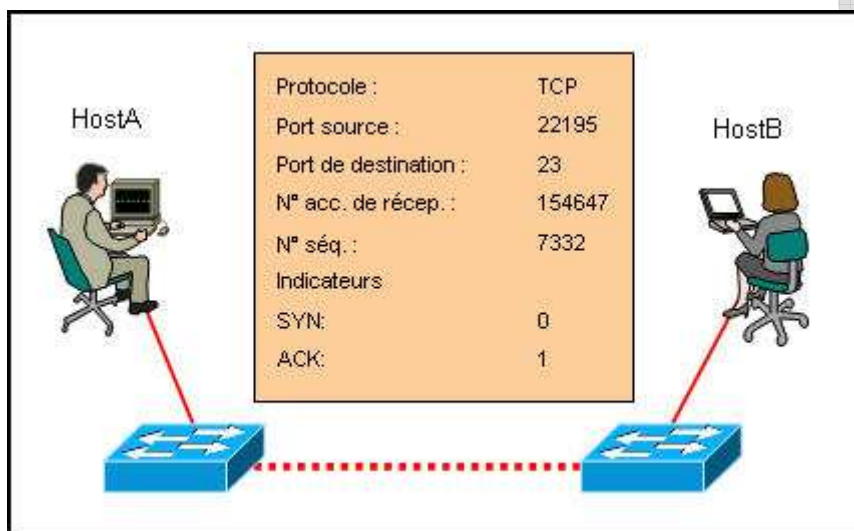 HostA
HostB
Protocole : TCP
Port source : 22195
Port de destination : 23
N° acc. de récep. : 154647
N° séq. : 7332
Indicateurs
SYN: 0
ACK: 1